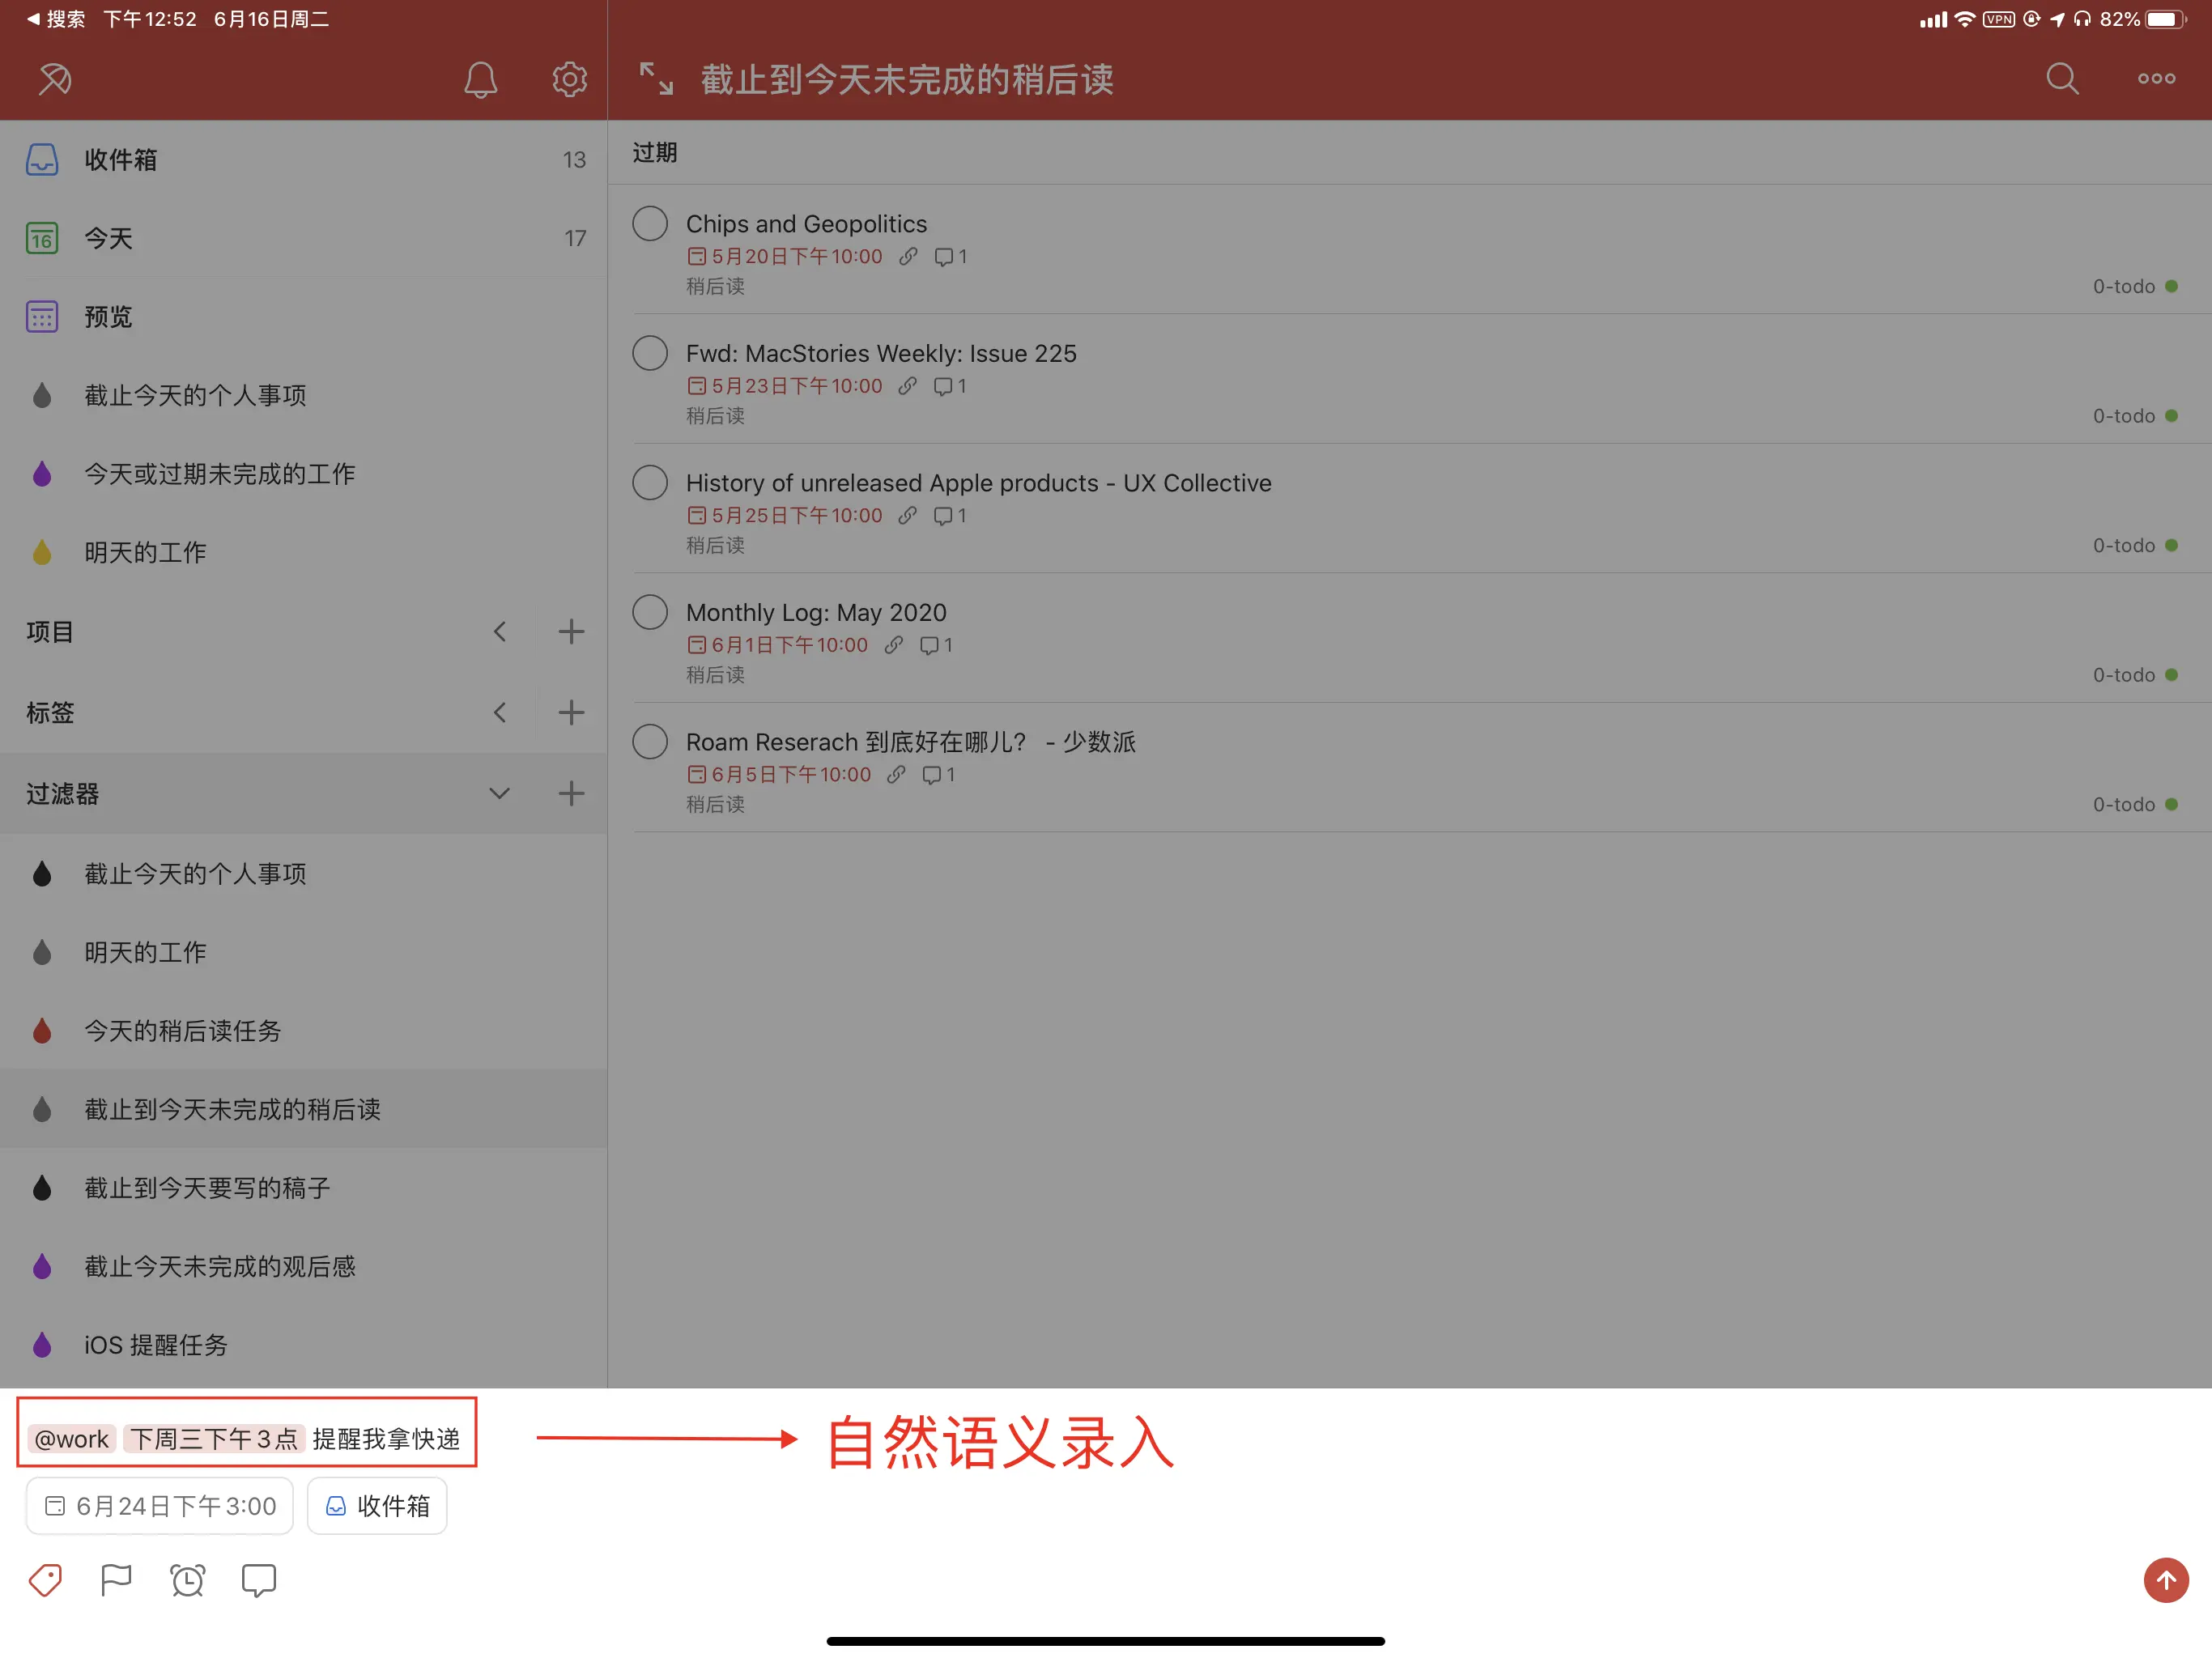 搜索 下午12:52 6月16日周二
VPN 82%
截止到今天未完成的稍后读
收件箱 13
16 今天 17
预览
截止今天的个人事项
今天或过期未完成的工作
明天的工作
项目
标签
过滤器
截止今天的个人事项
明天的工作
今天的稍后读任务
截止到今天未完成的稍后读
截止到今天要写的稿子
截止今天未完成的观后感
iOS 提醒任务
过期
Chips and Geopolitics
5月20日下午10:00 1
稍后读 0-todo
Fwd: MacStories Weekly: Issue 225
5月23日下午10:00 1
稍后读 0-todo
History of unreleased Apple products - UX Collective
5月25日下午10:00 1
稍后读 0-todo
Monthly Log: May 2020
6月1日下午10:00 1
稍后读 0-todo
Roam Reserach 到底好在哪儿？ - 少数派
6月5日下午10:00 1
稍后读 0-todo
@work 下周三下午3点 提醒我拿快递
自然语义录入
6月24日下午3:00 收件箱